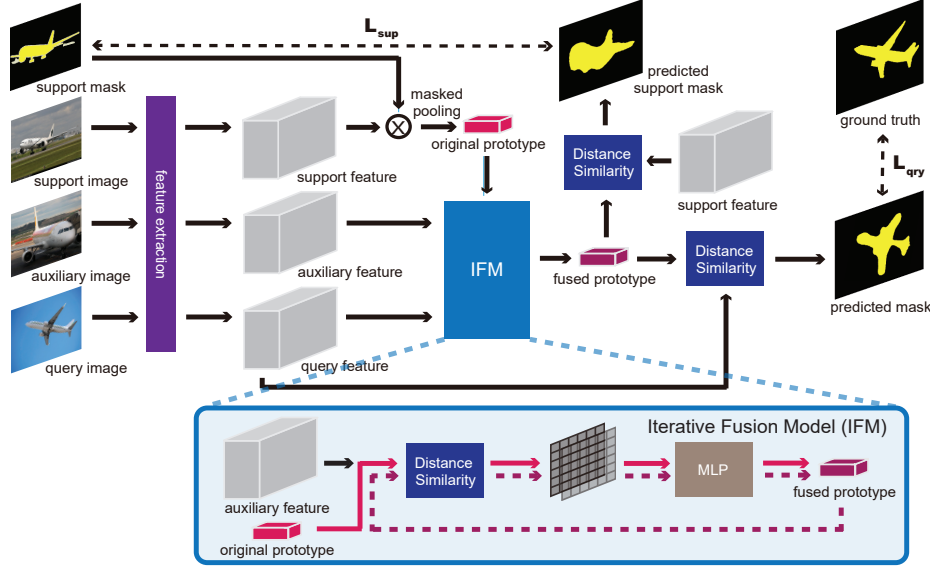 L sup
support mask
predicted
support mask
ground truth
masked
pooling
original prototype
support image
feature extraction
support feature
Distance
Similarity
support feature
L qry
auxiliary image
auxiliary feature
IFM
fused prototype
Distance
Similarity
predicted mask
query image
query feature
Iterative Fusion Model (IFM)
auxiliary feature
Distance
Similarity
MLP
fused prototype
original prototype